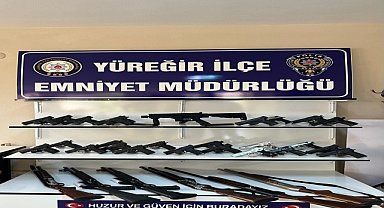 YÜREĞİR İLÇE
EMNİYET MÜDÜRLÜĞÜ
HUZUR VE GÜVEN İÇİN BURADAYIZ